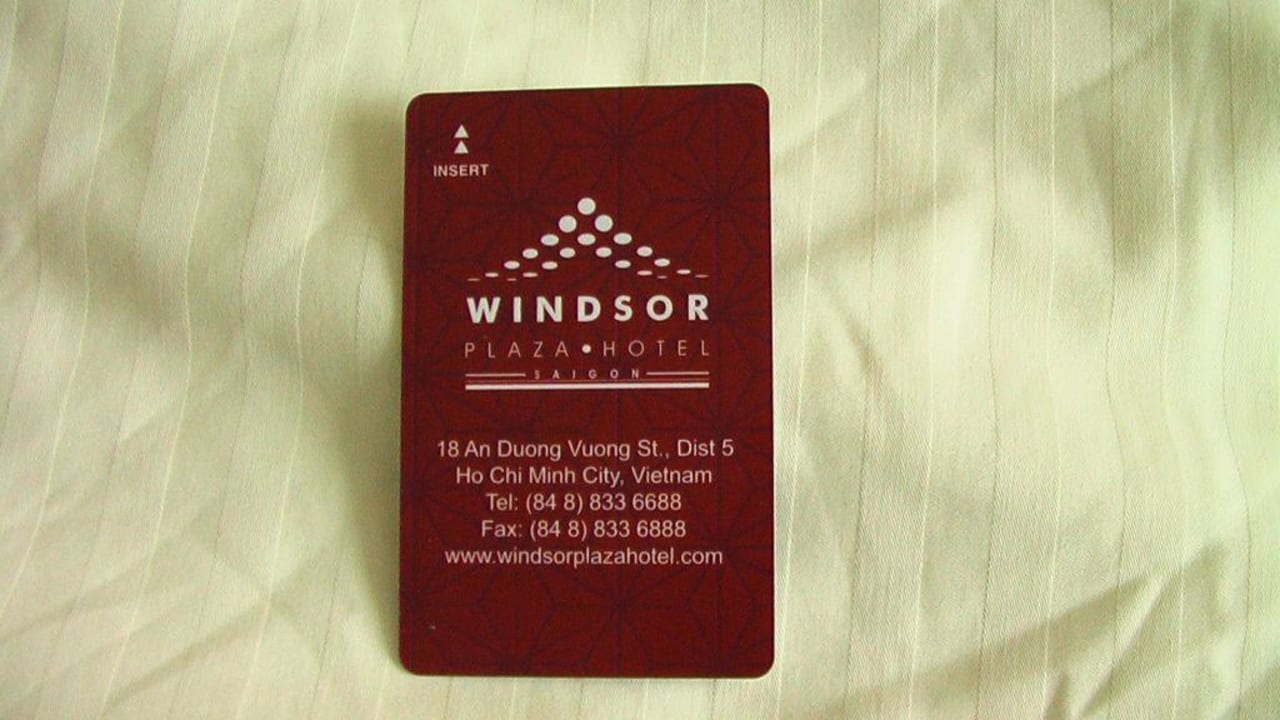 INSERT
WINDSOR
PLAZA • HOTEL
SAIGON
18 An Duong Vuong St., Dist 5
Ho Chi Minh City, Vietnam
Tel: (84 8) 833 6688
Fax: (84 8) 833 6888
www.windsorplazahotel.com